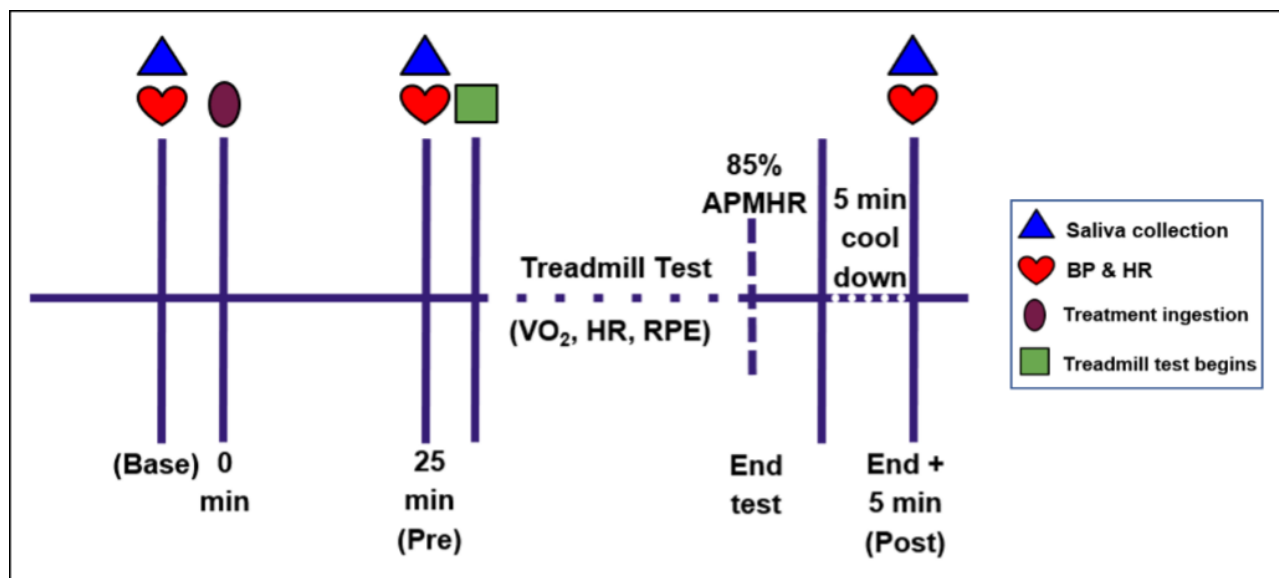 85%
APMHR
5 min
cool
down
Treadmill Test
(VO₂, HR, RPE)
(Base)
0
min
25
min
(Pre)
End
test
End +
5 min
(Post)
Saliva collection
BP & HR
Treatment ingestion
Treadmill test begins